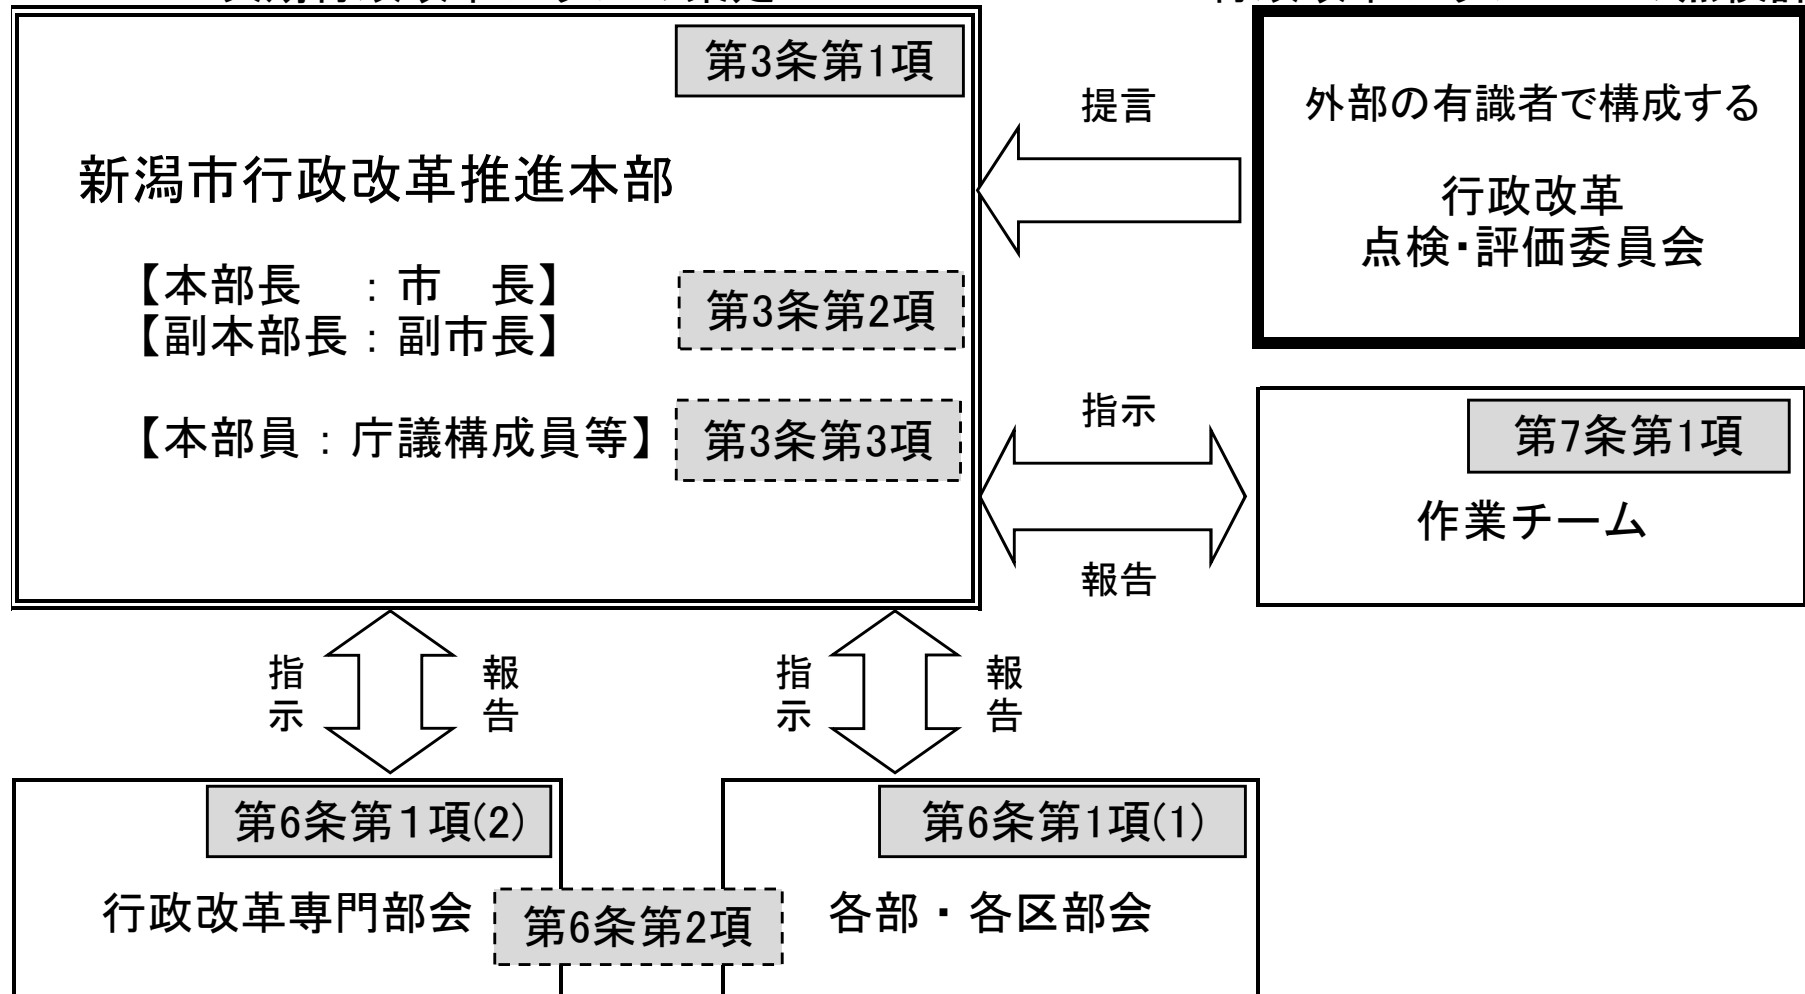 第3条第1項
新潟市行政改革推進本部
【本部長　：市　長】
【副本部長：副市長】
第3条第2項
【本部員：庁議構成員等】
第3条第3項
提言
外部の有識者で構成する
行政改革
点検・評価委員会
指示
報告
第7条第1項
作業チーム
指示
報告
指示
報告
第6条第１項(2)
行政改革専門部会
第6条第2項
第6条第1項(1)
各部・各区部会